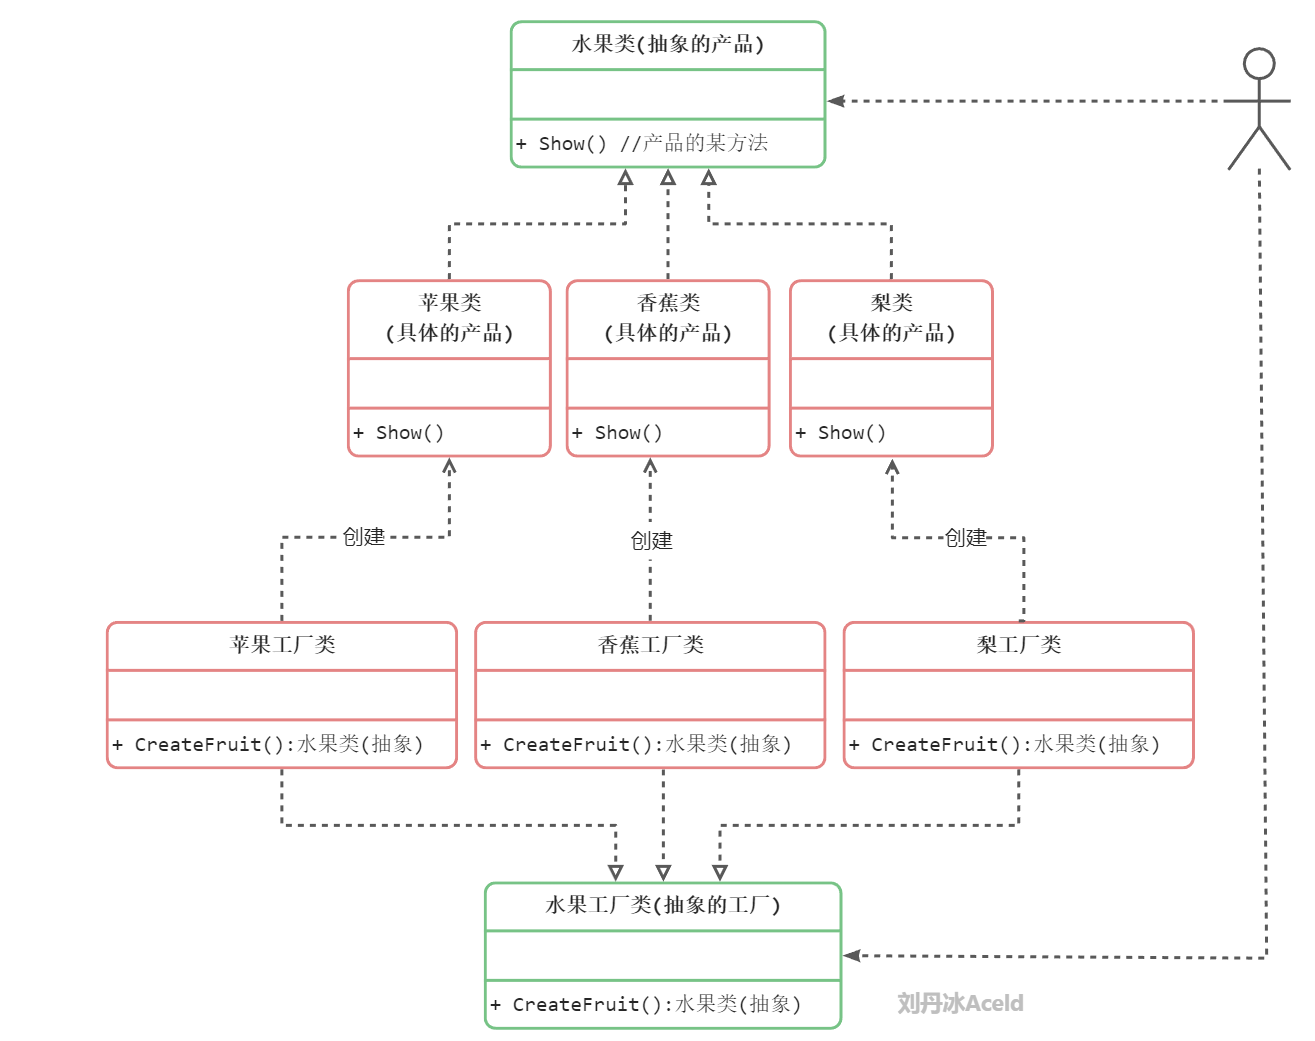 水果类(抽象的产品)
+ Show() //产品的某方法
苹果类
(具体的产品)
+ Show()
香蕉类
(具体的产品)
+ Show()
梨类
(具体的产品)
+ Show()
创建
创建
创建
苹果工厂类
+ CreateFruit():水果类(抽象)
香蕉工厂类
+ CreateFruit():水果类(抽象)
梨工厂类
+ CreateFruit():水果类(抽象)
水果工厂类(抽象的工厂)
+ CreateFruit():水果类(抽象)
刘丹冰Aceld